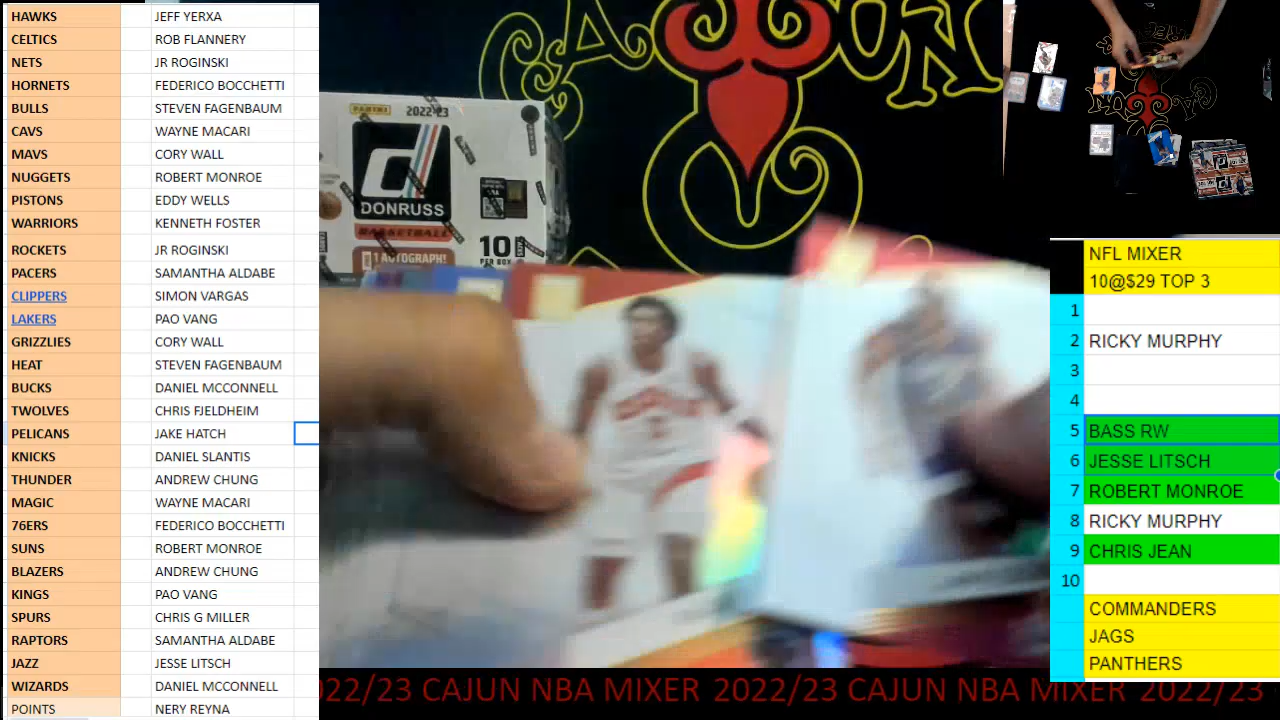 HAWKS JEFF YERXA
CELTICS ROB FLANNERY
NETS JR ROGINSKI
HORNETS FEDERICO BOCCHETTI
BULLS STEVEN FAGENBAUM
CAVS WAYNE MACARI
MAVS CORY WALL
NUGGETS ROBERT MONROE
PISTONS EDDY WELLS
WARRIORS KENNETH FOSTER
ROCKETS JR ROGINSKI
PACERS SAMANTHA ALDABE
CLIPPERS SIMON VARGAS
LAKERS PAO VANG
GRIZZLIES CORY WALL
HEAT STEVEN FAGENBAUM
BUCKS DANIEL MCCONNELL
TWOLVES CHRIS FJELDHEIM
PELICANS JAKE HATCH
KNICKS DANIEL SLANTIS
THUNDER ANDREW CHUNG
MAGIC WAYNE MACARI
76ERS FEDERICO BOCCHETTI
SUNS ROBERT MONROE
BLAZERS ANDREW CHUNG
KINGS PAO VANG
SPURS CHRIS G MILLER
RAPTORS SAMANTHA ALDABE
JAZZ JESSE LITSCH
WIZARDS DANIEL MCCONNELL
POINTS NERY REYNA
CAJUN
PANINI 2022-23
d
DONRUSS
BASKETBALL
1 AUTOGRAPH!
10
PER BOX
NFL MIXER
10@$29 TOP 3
1
2 RICKY MURPHY
3
4
5 BASS RW
6 JESSE LITSCH
7 ROBERT MONROE
8 RICKY MURPHY
9 CHRIS JEAN
10
COMMANDERS
JAGS
PANTHERS
022/23 CAJUN NBA MIXER 2022/23 CAJUN NBA MIXER 2022/23